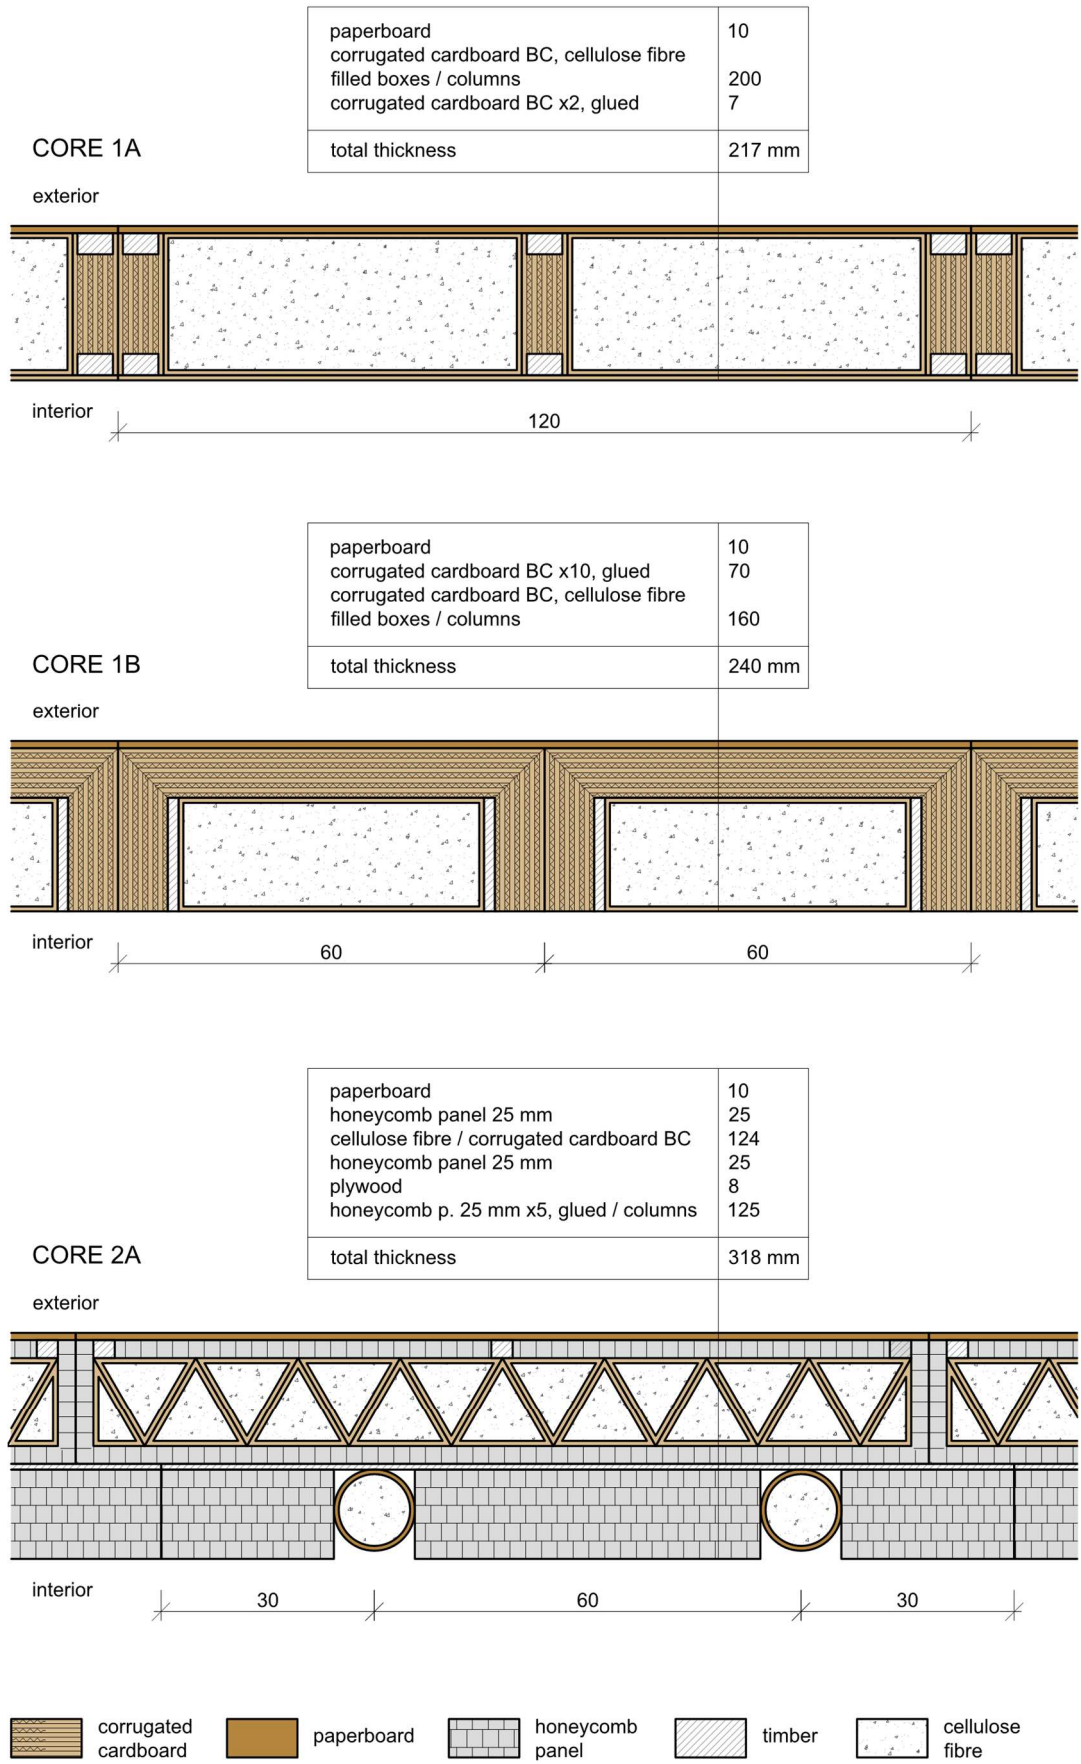 paperboard 10
corrugated cardboard BC, cellulose fibre
filled boxes / columns 200
corrugated cardboard BC x2, glued 7
total thickness 217 mm
CORE 1A
exterior
interior
120
paperboard 10
corrugated cardboard BC x10, glued 70
corrugated cardboard BC, cellulose fibre
filled boxes / columns 160
total thickness 240 mm
CORE 1B
exterior
interior
60 60
paperboard 10
honeycomb panel 25 mm 25
cellulose fibre / corrugated cardboard BC 124
honeycomb panel 25 mm 25
plywood 8
honeycomb p. 25 mm x5, glued / columns 125
total thickness 318 mm
CORE 2A
exterior
interior
30 60 30
corrugated
cardboard
paperboard
honeycomb
panel
timber
cellulose
fibre